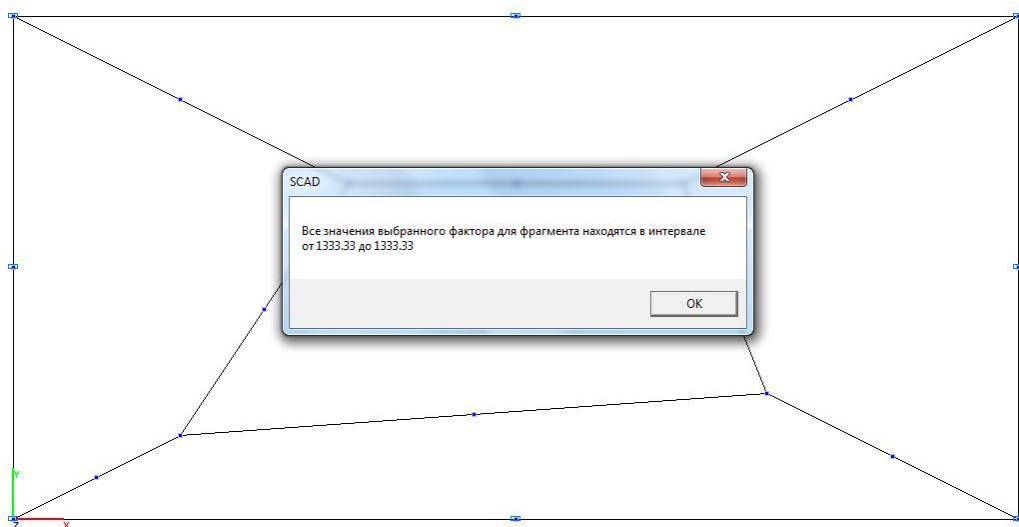 SCAD
Все значения выбранного фактора для фрагмента находятся в интервале
от 1333.33 до 1333.33
OK
Y
Z
X